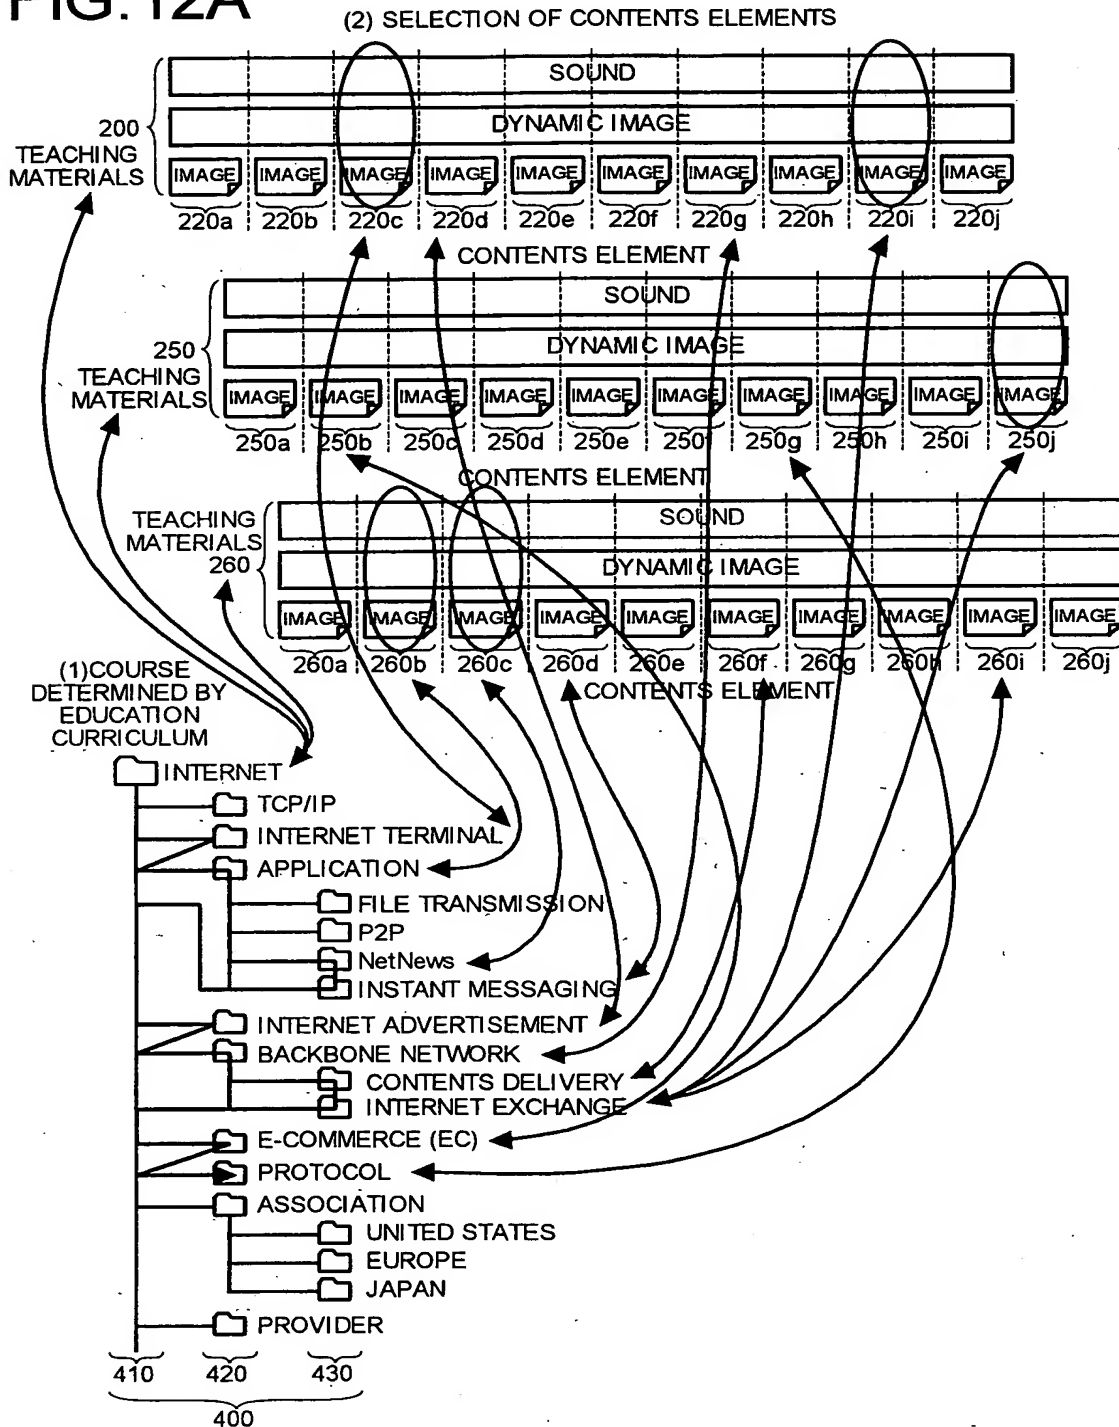 FIG. 12A
(2) SELECTION OF CONTENTS ELEMENTS
SOUND
DYNAMIC IMAGE
200
TEACHING
MATERIALS
IMAGE IMAGE IMAGE IMAGE IMAGE IMAGE IMAGE IMAGE IMAGE IMAGE
220a 220b 220c 220d 220e 220f 220g 220h 220i 220j
CONTENTS ELEMENT
SOUND
DYNAMIC IMAGE
250
TEACHING
MATERIALS
IMAGE IMAGE IMAGE IMAGE IMAGE IMAGE IMAGE IMAGE IMAGE IMAGE
250a 250b 250c 250d 250e 250f 250g 250h 250i 250j
CONTENTS ELEMENT
TEACHING
MATERIALS
260
SOUND
DYNAMIC IMAGE
IMAGE IMAGE IMAGE IMAGE IMAGE IMAGE IMAGE IMAGE IMAGE IMAGE
260a 260b 260c 260d 260e 260f 260g 260h 260i 260j
CONTENTS ELEMENT
(1)COURSE
DETERMINED BY
EDUCATION
CURRICULUM
INTERNET
TCP/IP
INTERNET TERMINAL
APPLICATION
FILE TRANSMISSION
P2P
NetNews
INSTANT MESSAGING
INTERNET ADVERTISEMENT
BACKBONE NETWORK
CONTENTS DELIVERY
INTERNET EXCHANGE
E-COMMERCE (EC)
PROTOCOL
ASSOCIATION
UNITED STATES
EUROPE
JAPAN
PROVIDER
410 420 430
400